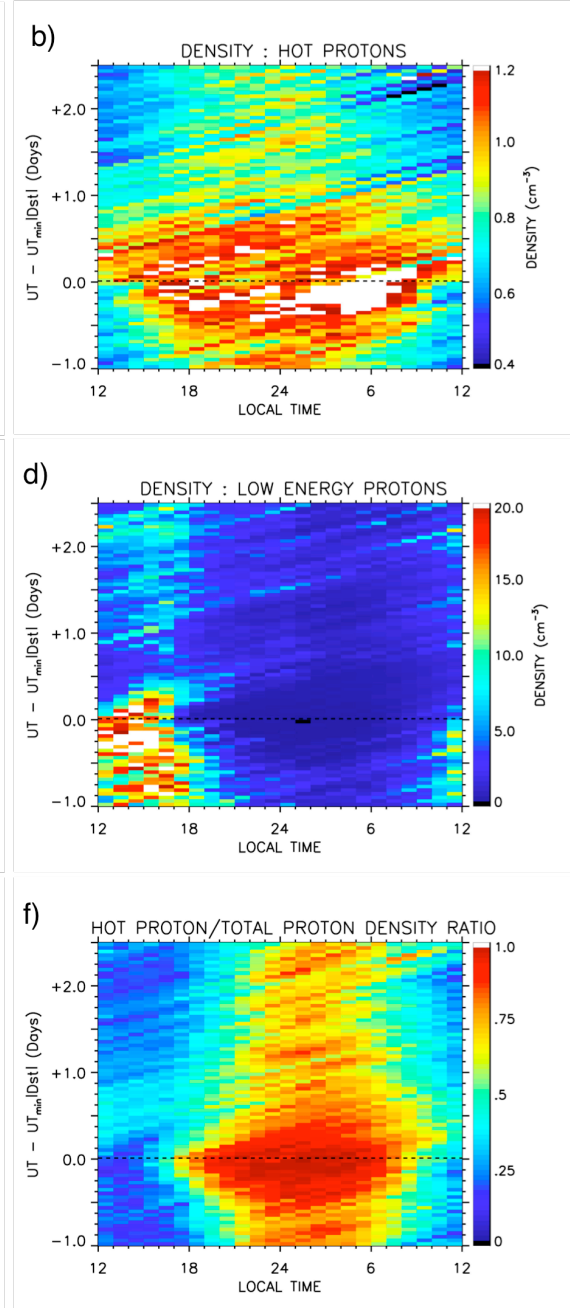 b)
DENSITY : HOT PROTONS
UT - UTmin|Dst| (Days)
+2.0
+1.0
0.0
-1.0
12 18 24 6 12
LOCAL TIME
1.2
1.0
0.8
0.6
0.4
DENSITY (cm⁻³)
d)
DENSITY : LOW ENERGY PROTONS
UT - UTmin|Dst| (Days)
+2.0
+1.0
0.0
-1.0
12 18 24 6 12
LOCAL TIME
20.0
15.0
10.0
5.0
0
DENSITY (cm⁻³)
f)
HOT PROTON/TOTAL PROTON DENSITY RATIO
UT - UTmin|Dst| (Days)
+2.0
+1.0
0.0
-1.0
12 18 24 6 12
LOCAL TIME
1.0
.75
.5
.25
0